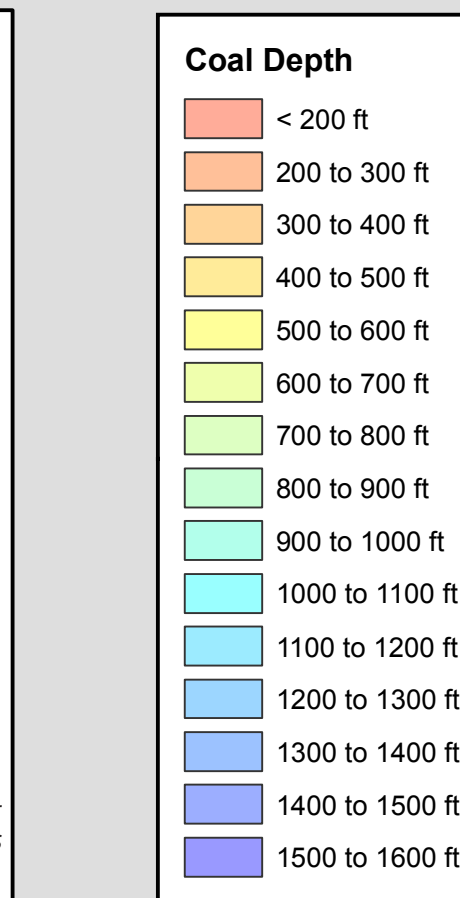 Coal Depth
< 200 ft
200 to 300 ft
300 to 400 ft
400 to 500 ft
500 to 600 ft
600 to 700 ft
700 to 800 ft
800 to 900 ft
900 to 1000 ft
1000 to 1100 ft
1100 to 1200 ft
1200 to 1300 ft
1300 to 1400 ft
1400 to 1500 ft
1500 to 1600 ft